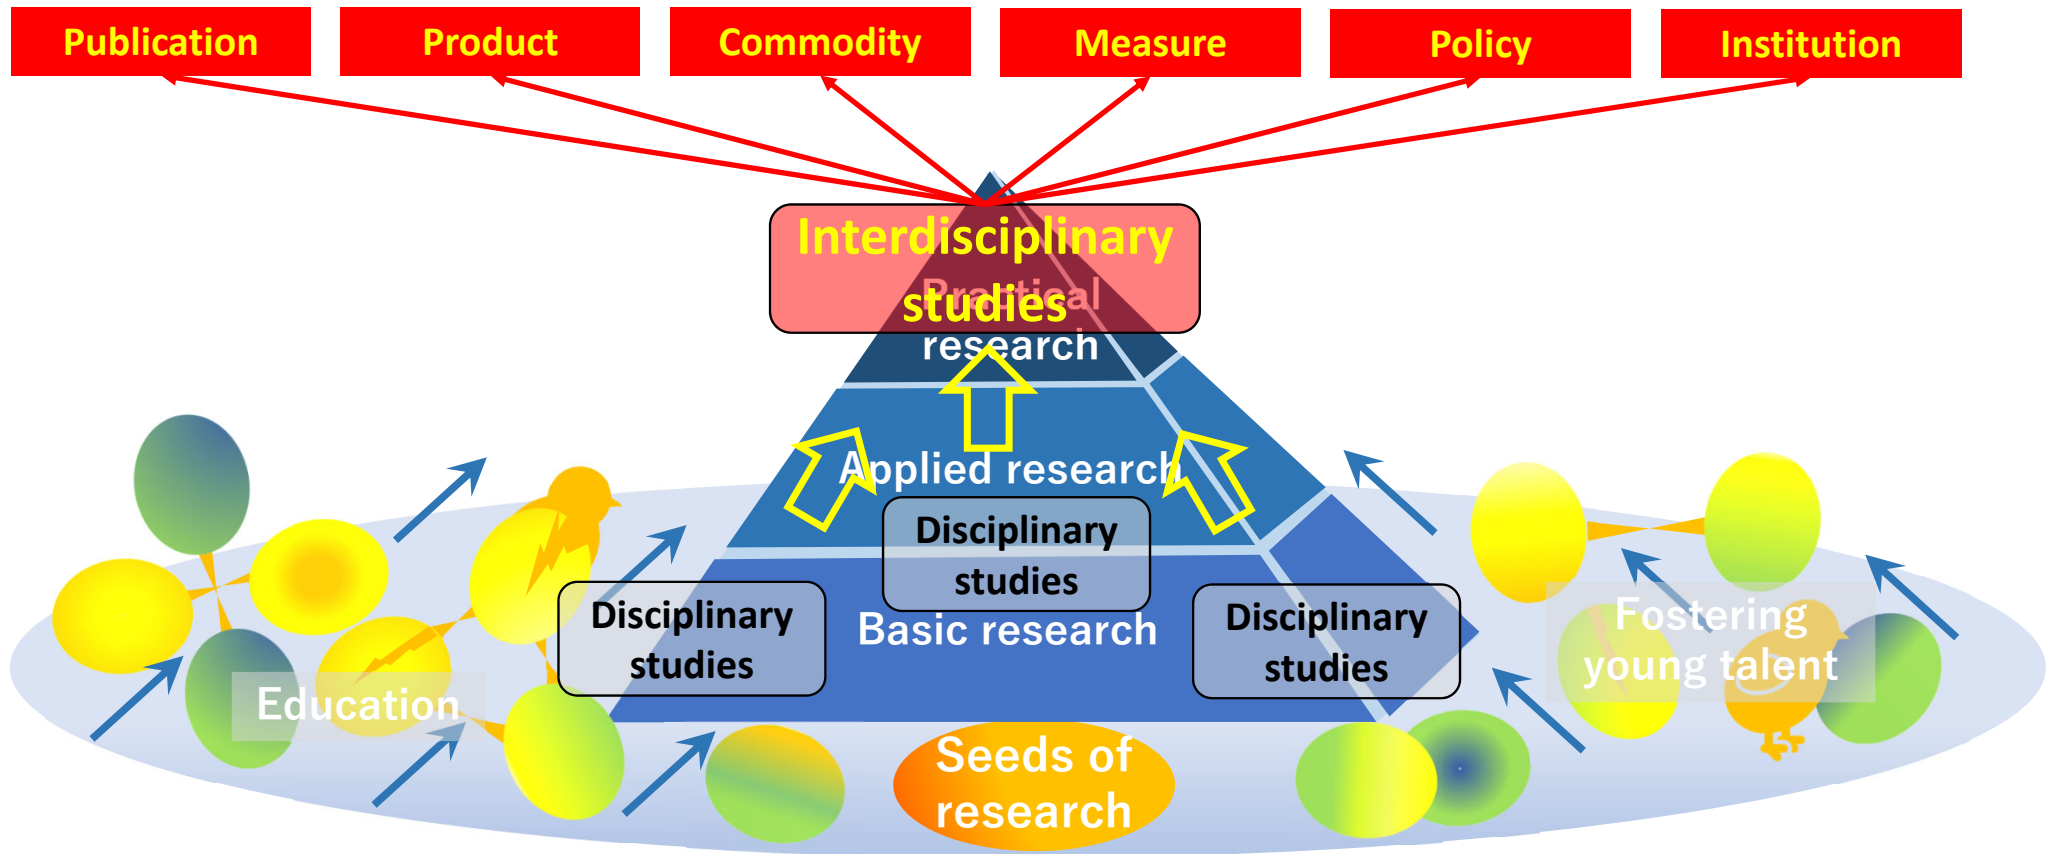 Publication
Product
Commodity
Measure
Policy
Institution
Interdisciplinary
studies
Practical
research
Applied research
Disciplinary
studies
Disciplinary
studies
Basic research
Disciplinary
studies
Education
Fostering
young talent
Seeds of
research